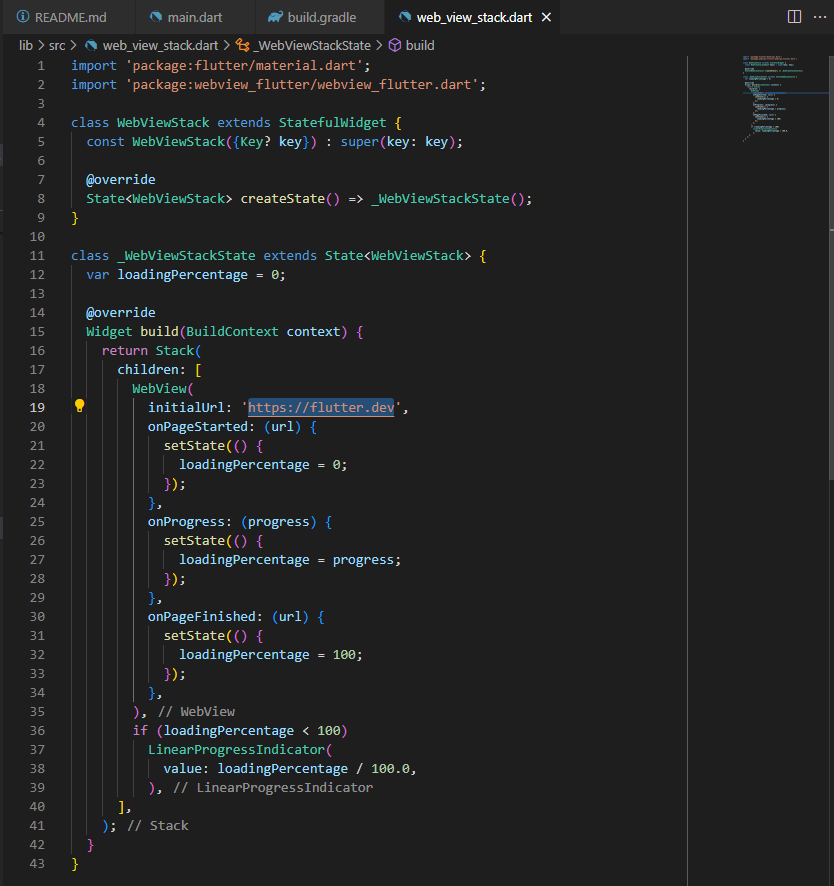 README.md main.dart build.gradle web_view_stack.dart
lib > src > web_view_stack.dart > _WebViewStackState > build
1 import 'package:flutter/material.dart';
2 import 'package:webview_flutter/webview_flutter.dart';
3
4 class WebViewStack extends StatefulWidget {
5   const WebViewStack({Key? key}) : super(key: key);
6
7   @override
8   State<WebViewStack> createState() => _WebViewStackState();
9 }
10
11 class _WebViewStackState extends State<WebViewStack> {
12   var loadingPercentage = 0;
13
14   @override
15   Widget build(BuildContext context) {
16     return Stack(
17       children: [
18         WebView(
19           initialUrl: 'https://flutter.dev',
20           onPageStarted: (url) {
21             setState(() {
22               loadingPercentage = 0;
23             });
24           },
25           onProgress: (progress) {
26             setState(() {
27               loadingPercentage = progress;
28             });
29           },
30           onPageFinished: (url) {
31             setState(() {
32               loadingPercentage = 100;
33             });
34           },
35         ), // WebView
36         if (loadingPercentage < 100)
37           LinearProgressIndicator(
38             value: loadingPercentage / 100.0,
39           ), // LinearProgressIndicator
40       ],
41     ); // Stack
42   }
43 }